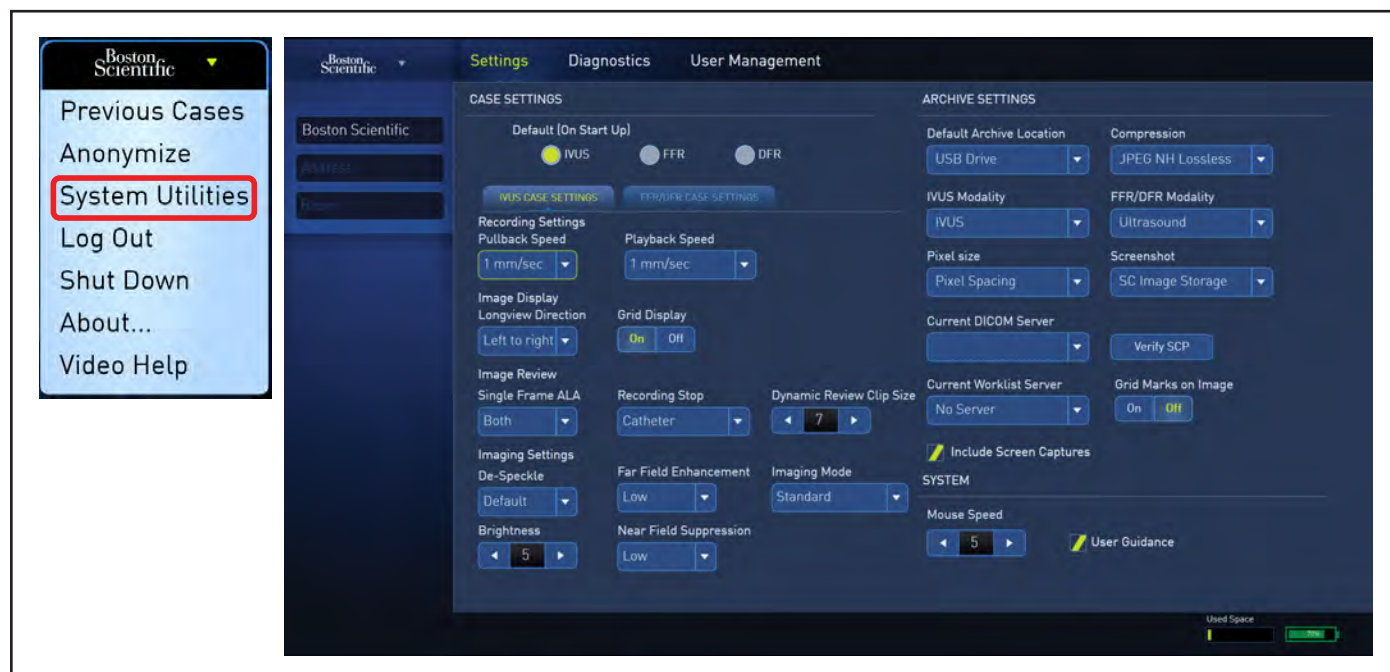 Boston
Scientific
Previous Cases
Anonymize
System Utilities
Log Out
Shut Down
About...
Video Help
Boston
Scientific
Settings Diagnostics User Management
Boston Scientific
Address
CASE SETTINGS
Default (On Start Up)
IVUS FFR DFR
IVUS CASE SETTINGS FFR/DFR CASE SETTINGS
Recording Settings
Pullback Speed Playback Speed
1 mm/sec 1 mm/sec
Image Display
Longview Direction Grid Display
Left to right On Off
Image Review
Single Frame ALA Recording Stop Dynamic Review Clip Size
Both Catheter 7
Imaging Settings
De-Speckle Far Field Enhancement Imaging Mode
Default Low Standard
Brightness Near Field Suppression
5 Low
ARCHIVE SETTINGS
Default Archive Location Compression
USB Drive JPEG NH Lossless
IVUS Modality FFR/DFR Modality
IVUS Ultrasound
Pixel size Screenshot
Pixel Spacing SC Image Storage
Current DICOM Server
Verify SCP
Current Worklist Server Grid Marks on Image
No Server On Off
Include Screen Captures
SYSTEM
Mouse Speed
5 User Guidance
Used Space